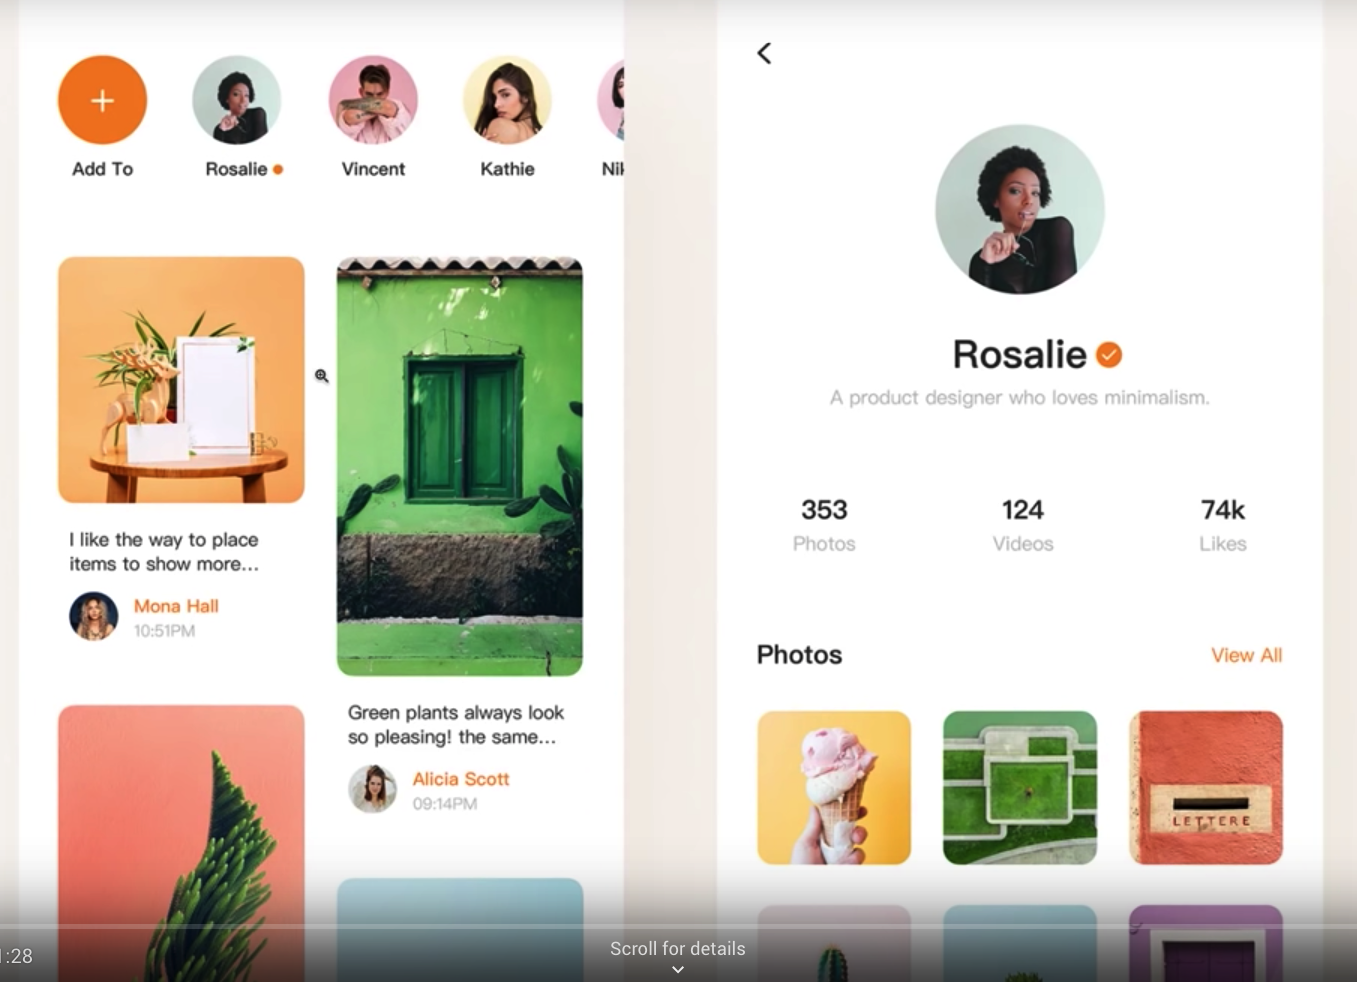 Add To
Rosalie
Vincent
Kathie
I like the way to place
items to show more...
Mona Hall
10:51PM
Green plants always look
so pleasing! the same...
Alicia Scott
09:14PM
Rosalie
A product designer who loves minimalism.
353
Photos
124
Videos
74k
Likes
Photos
View All
LETTERE
:28
Scroll for details